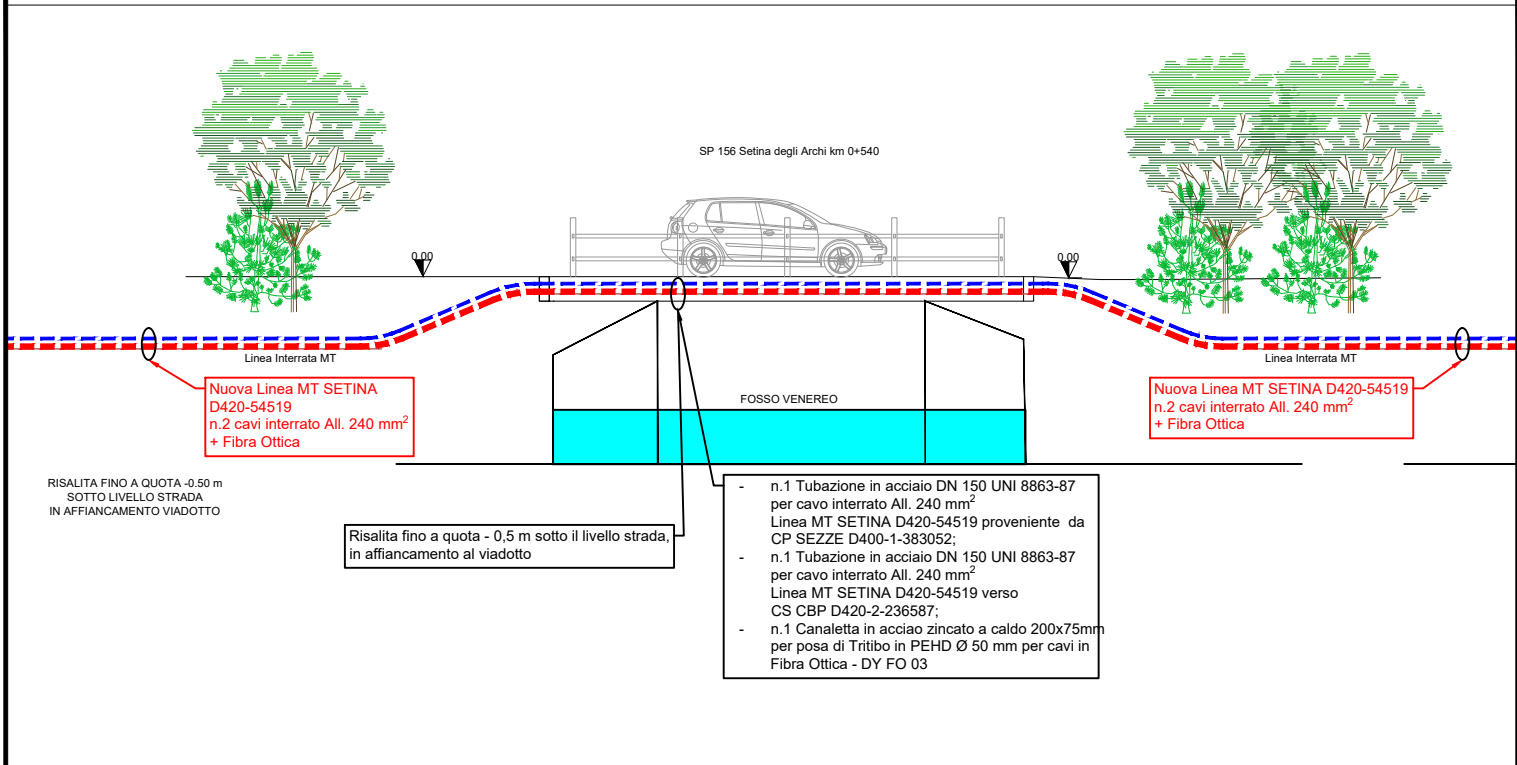 SP 156 Setina degli Archi km 0+540
0.00
0.00
Linea Interrata MT
Linea Interrata MT
Nuova Linea MT SETINA
D420-54519
n.2 cavi interrato All. 240 mm²
+ Fibra Ottica
Nuova Linea MT SETINA D420-54519
n.2 cavi interrato All. 240 mm²
+ Fibra Ottica
FOSSO VENEREO
RISALITA FINO A QUOTA -0.50 m
SOTTO LIVELLO STRADA
IN AFFIANCAMENTO VIADOTTO
Risalita fino a quota - 0,5 m sotto il livello strada,
in affiancamento al viadotto
- n.1 Tubazione in acciaio DN 150 UNI 8863-87
per cavo interrato All. 240 mm²
Linea MT SETINA D420-54519 proveniente da
CP SEZZE D400-1-383052;
- n.1 Tubazione in acciaio DN 150 UNI 8863-87
per cavo interrato All. 240 mm²
Linea MT SETINA D420-54519 verso
CS CBP D420-2-236587;
- n.1 Canaletta in acciao zincato a caldo 200x75mm
per posa di Tritibo in PEHD Ø 50 mm per cavi in
Fibra Ottica - DY FO 03